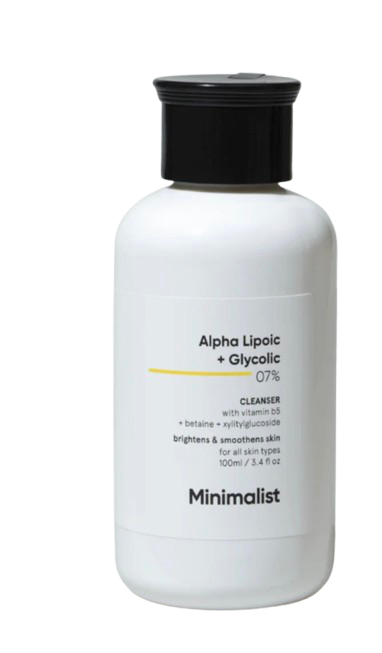 Alpha Lipoic
+ Glycolic
07%
CLEANSER
with vitamin b5
+ betaine + xylitylglucoside
brightens & smoothens skin
for all skin types
100ml / 3.4 fl oz
Minimalist